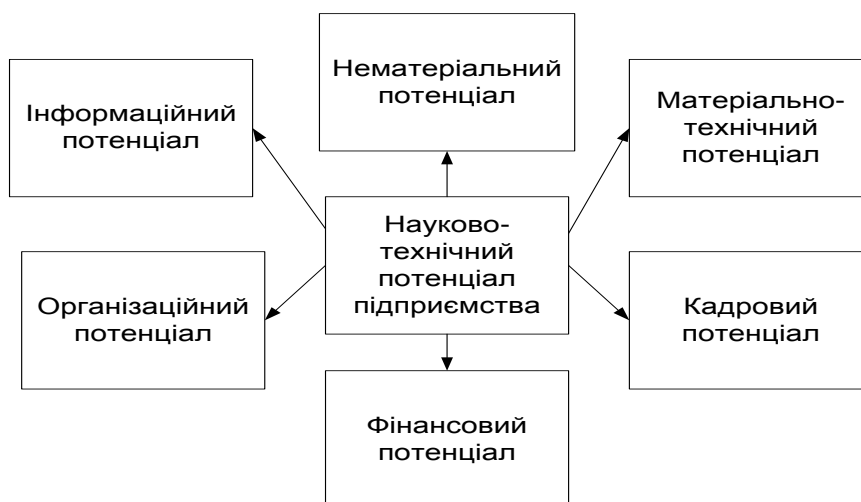 Нематеріальний
потенціал
Інформаційний
потенціал
Матеріально-
технічний
потенціал
Науково-
технічний
потенціал
підприємства
Організаційний
потенціал
Кадровий
потенціал
Фінансовий
потенціал